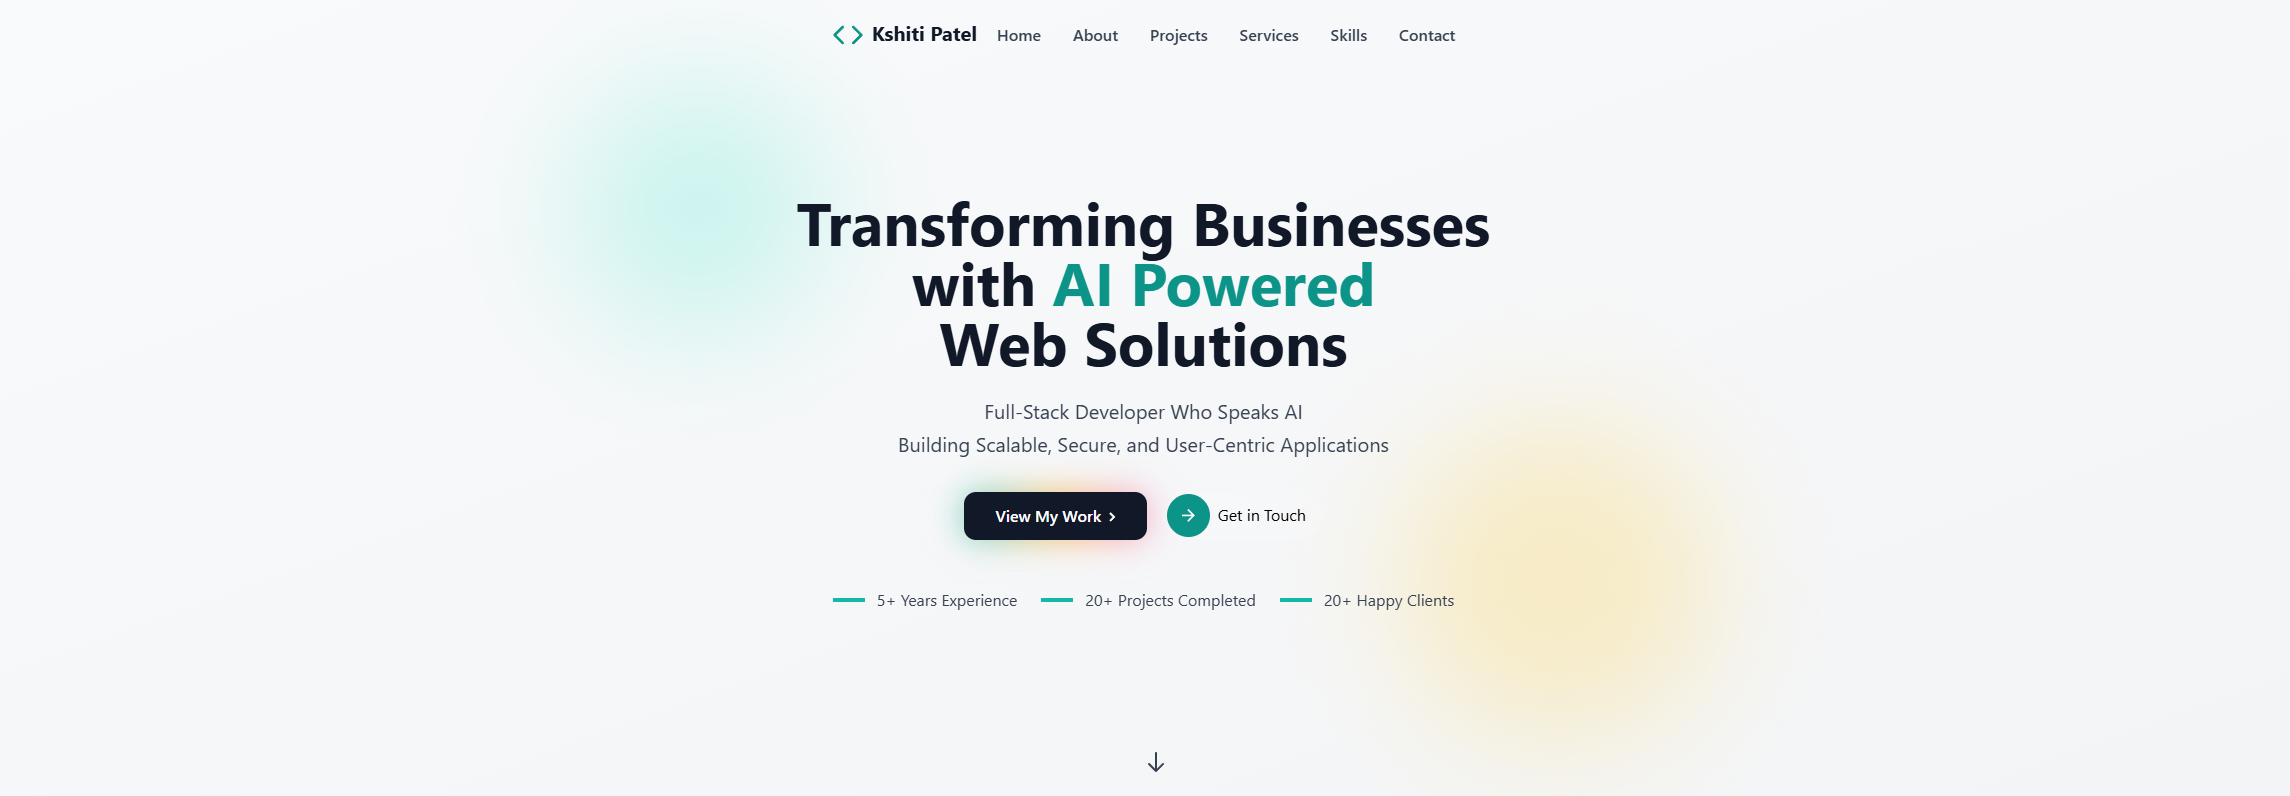 Kshiti Patel Home About Projects Services Skills Contact
Transforming Businesses
with AI Powered
Web Solutions
Full-Stack Developer Who Speaks AI
Building Scalable, Secure, and User-Centric Applications
View My Work Get in Touch
5+ Years Experience 20+ Projects Completed 20+ Happy Clients